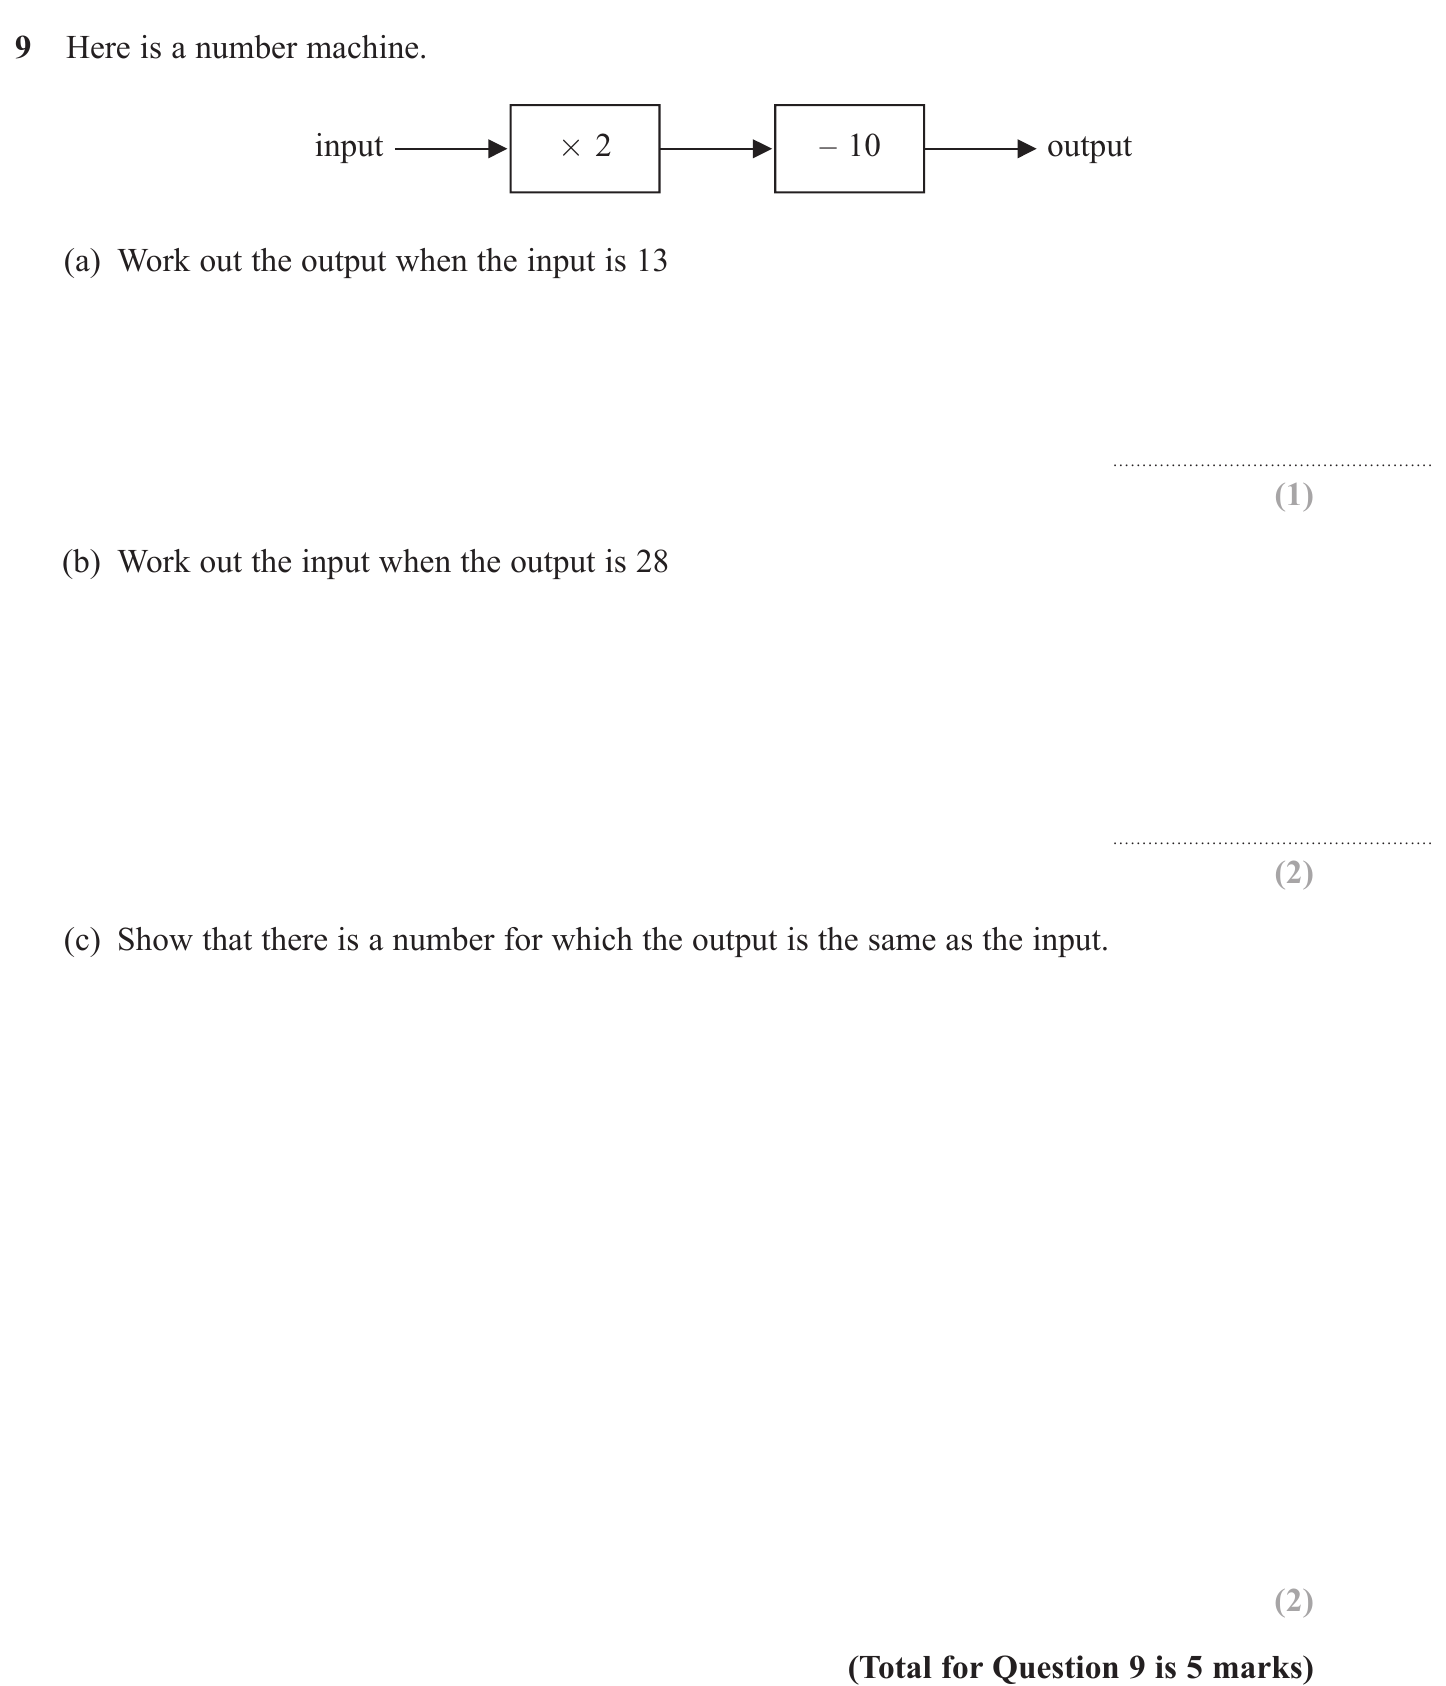 9 Here is a number machine.
input × 2 – 10 output
(a) Work out the output when the input is 13
(1)
(b) Work out the input when the output is 28
(2)
(c) Show that there is a number for which the output is the same as the input.
(2)
(Total for Question 9 is 5 marks)